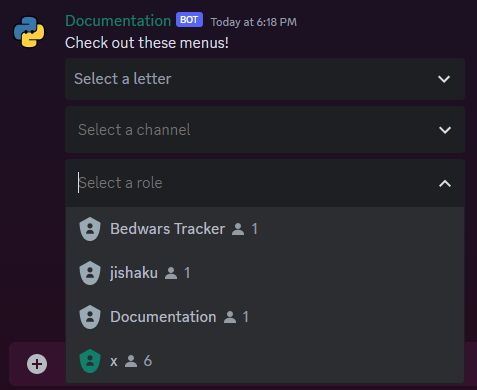 Documentation BOT Today at 6:18 PM
Check out these menus!
Select a letter
Select a channel
Select a role
Bedwars Tracker 1
jishaku 1
Documentation 1
x 6